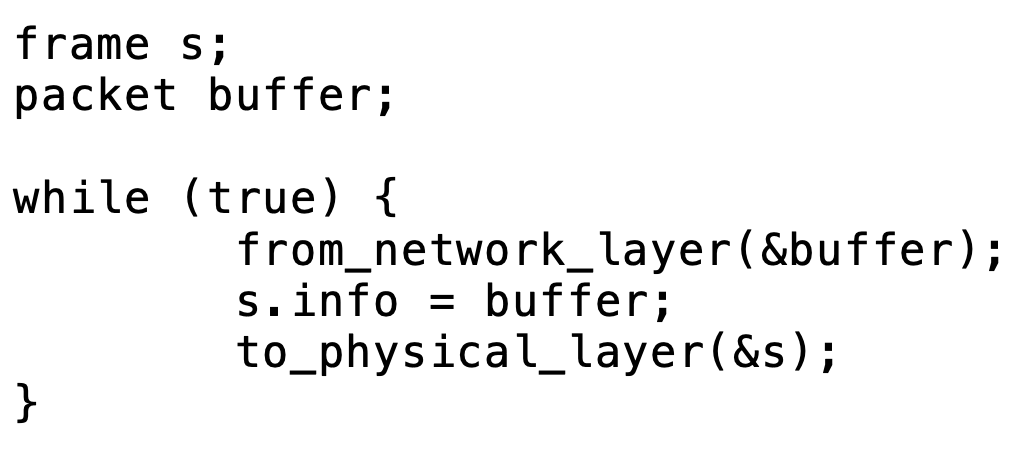 frame s;
packet buffer;

while (true) {
        from_network_layer(&buffer);
        s.info = buffer;
        to_physical_layer(&s);
}